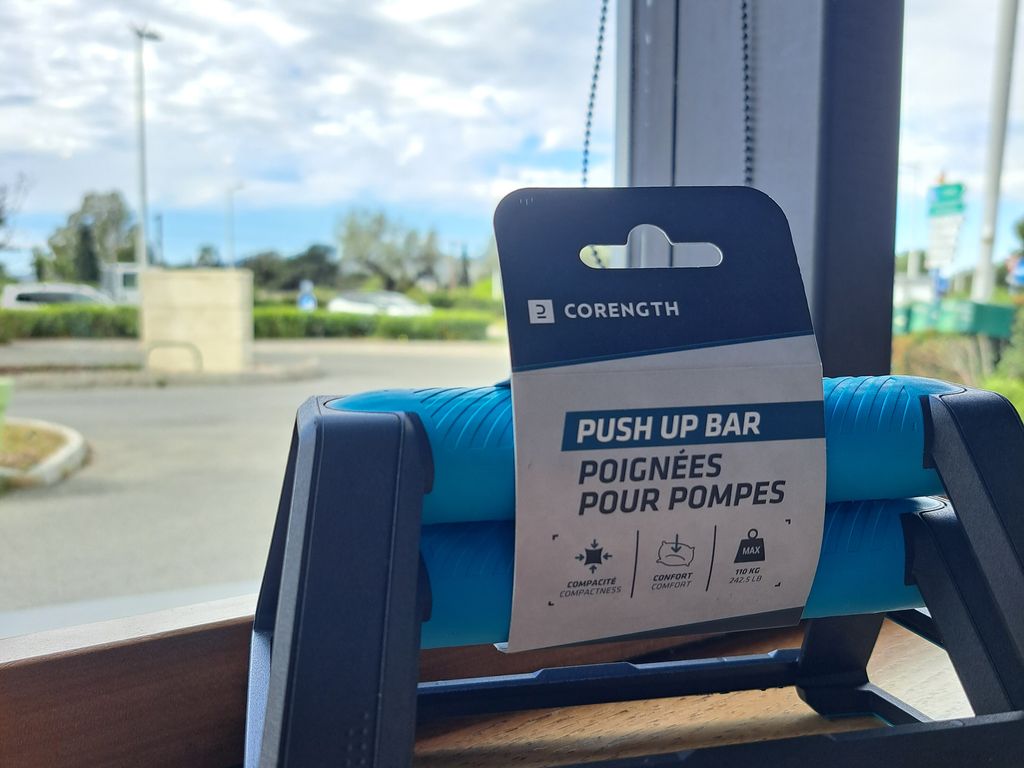 CORENGTH
PUSH UP BAR
POIGNÉES
POUR POMPES
COMPACITÉ
COMPACTNESS
CONFORT
COMFORT
MAX
110 KG
242.5 LB